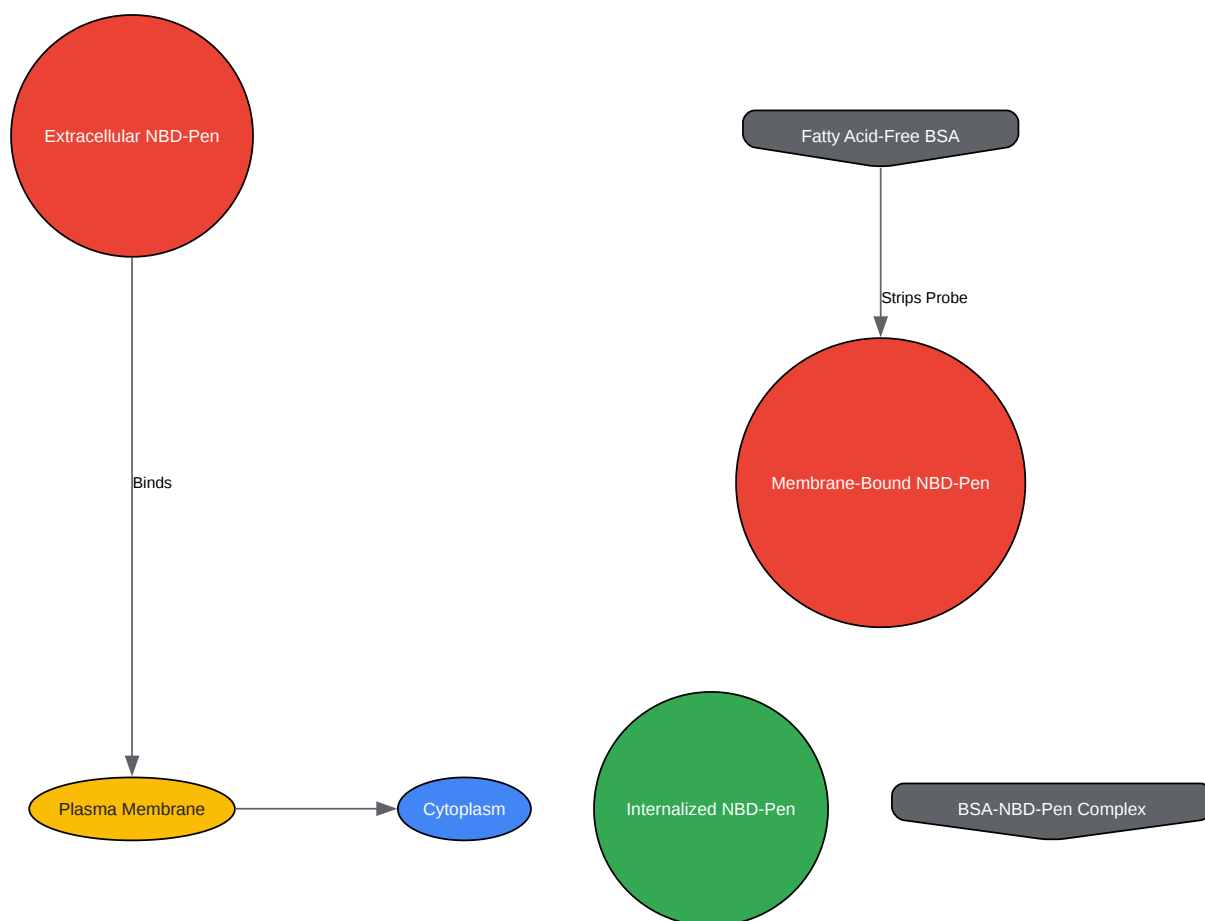 Extracellular NBD-Pen
Fatty Acid-Free BSA
Strips Probe
Binds
Membrane-Bound NBD-Pen
Plasma Membrane
Cytoplasm
Internalized NBD-Pen
BSA-NBD-Pen Complex